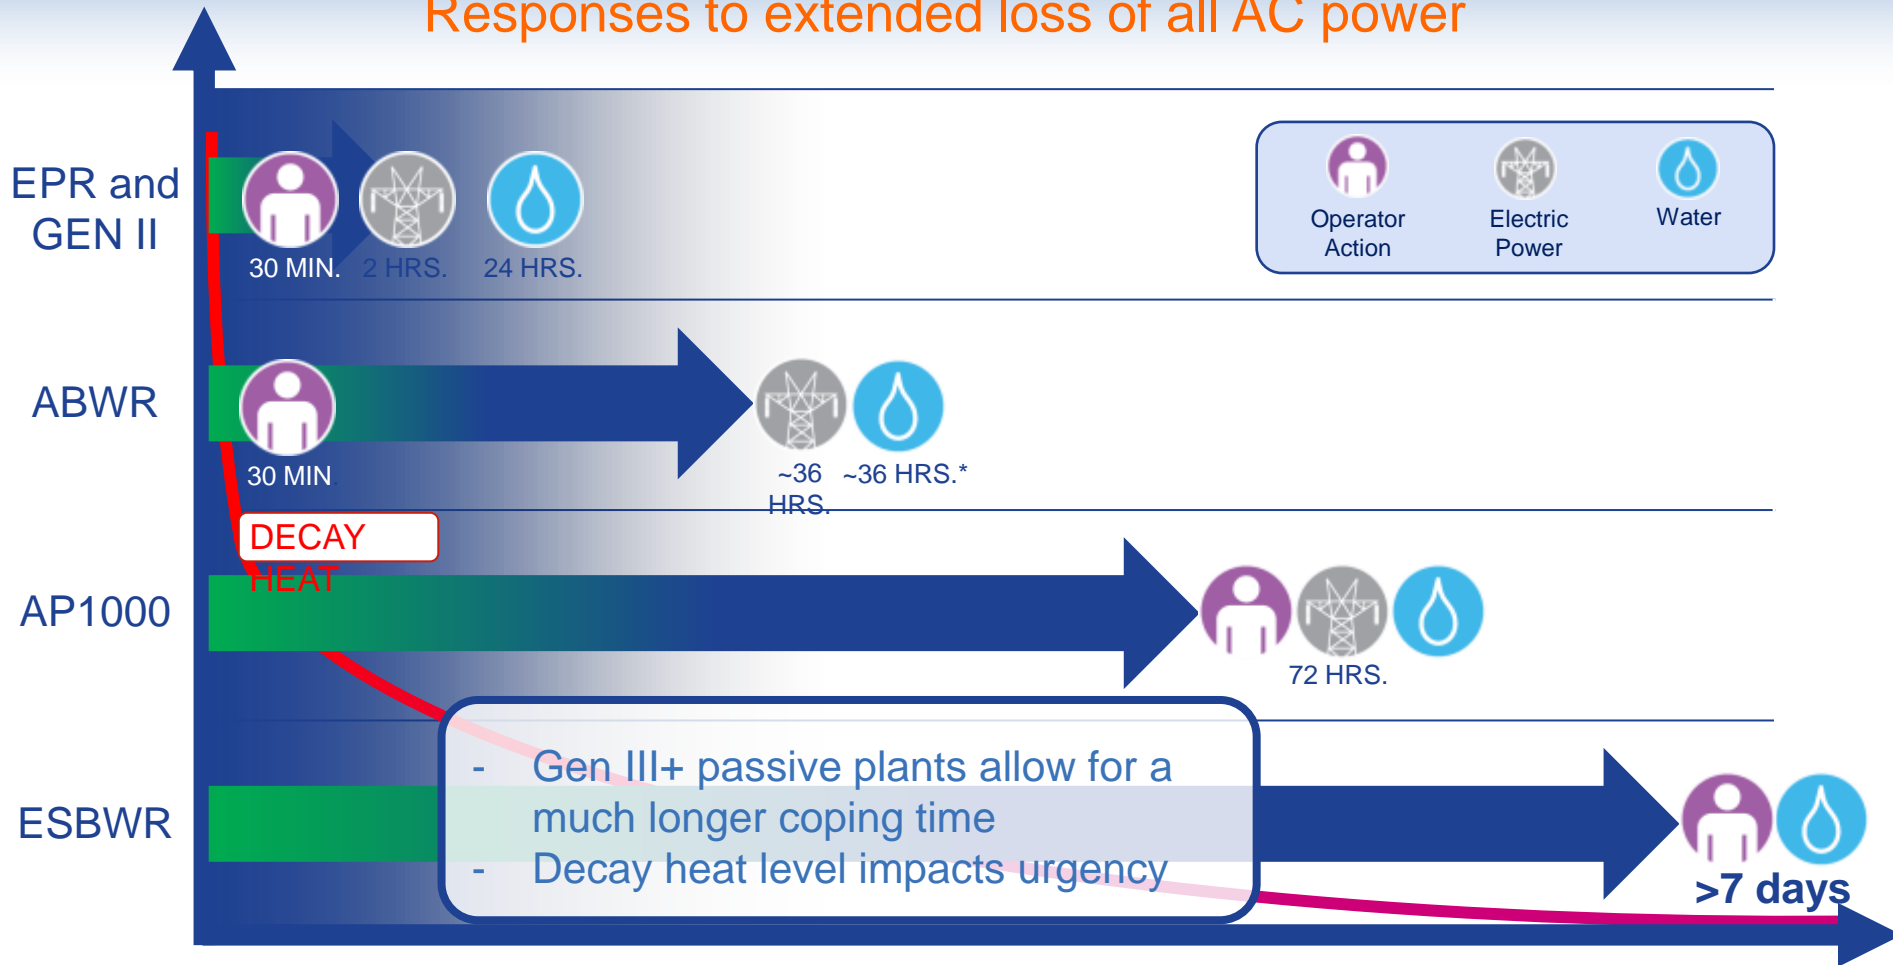 Responses to extended loss of all AC power
EPR and
GEN II
30 MIN.
2 HRS.
24 HRS.
Operator
Action
Electric
Power
Water
ABWR
30 MIN
~36
HRS.
~36 HRS.*
DECAY
HEAT
AP1000
72 HRS.
ESBWR
- Gen III+ passive plants allow for a
much longer coping time
- Decay heat level impacts urgency
>7 days